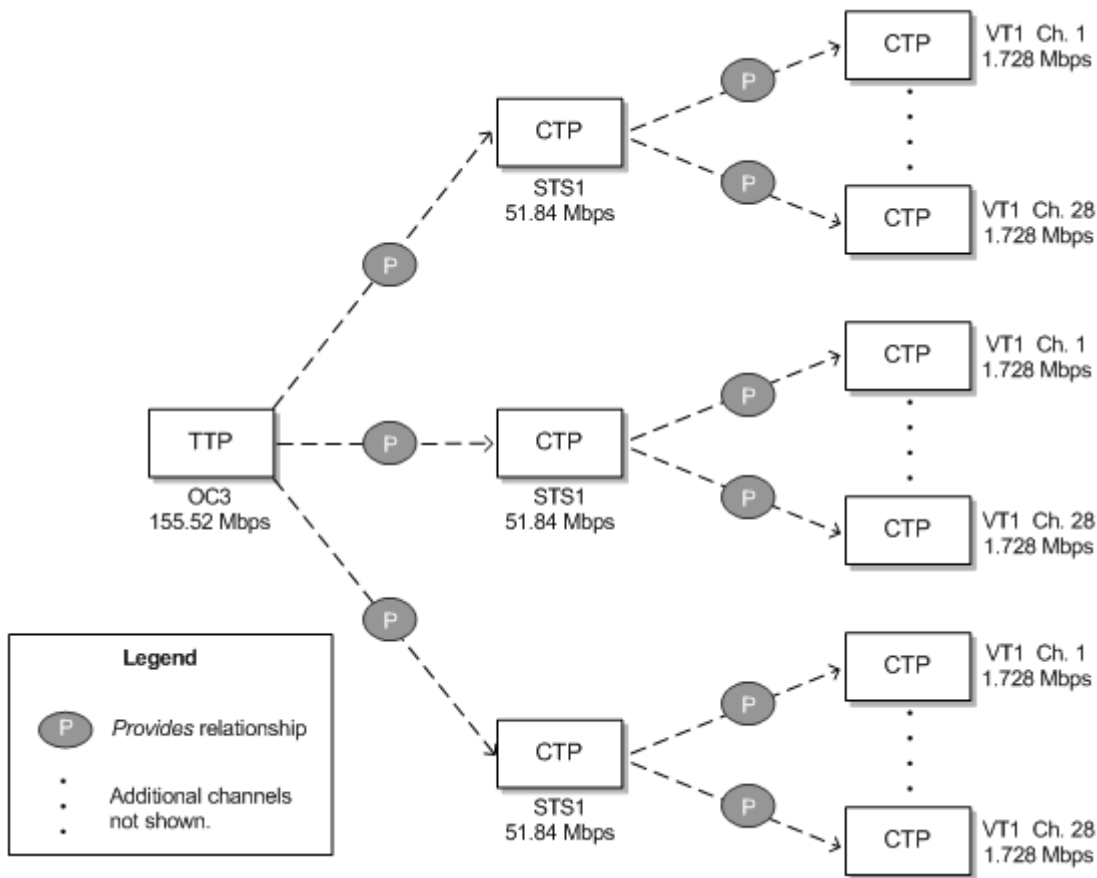 CTP
VT1 Ch. 1
1.728 Mbps
P
CTP
STS1
51.84 Mbps
P
CTP
VT1 Ch. 28
1.728 Mbps
P
CTP
VT1 Ch. 1
1.728 Mbps
P
TTP
OC3
155.52 Mbps
P
CTP
STS1
51.84 Mbps
P
CTP
VT1 Ch. 28
1.728 Mbps
P
CTP
VT1 Ch. 1
1.728 Mbps
P
CTP
STS1
51.84 Mbps
P
CTP
VT1 Ch. 28
1.728 Mbps
Legend
P
Provides relationship
Additional channels
not shown.